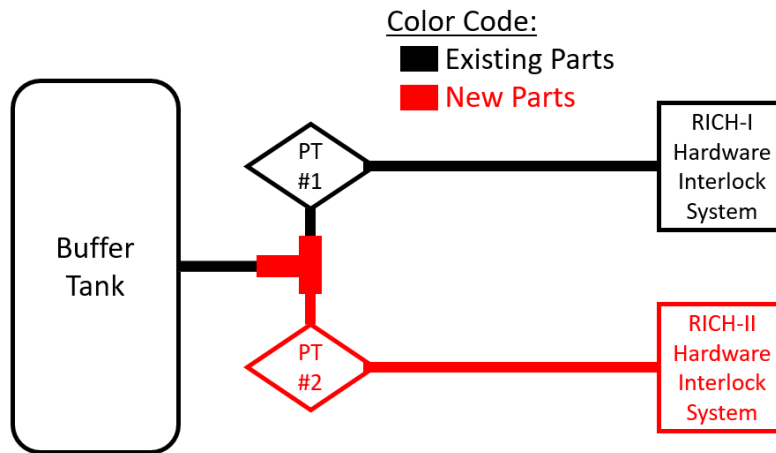 Color Code:
Existing Parts
New Parts
Buffer
Tank
PT
#1
RICH-I
Hardware
Interlock
System
PT
#2
RICH-II
Hardware
Interlock
System